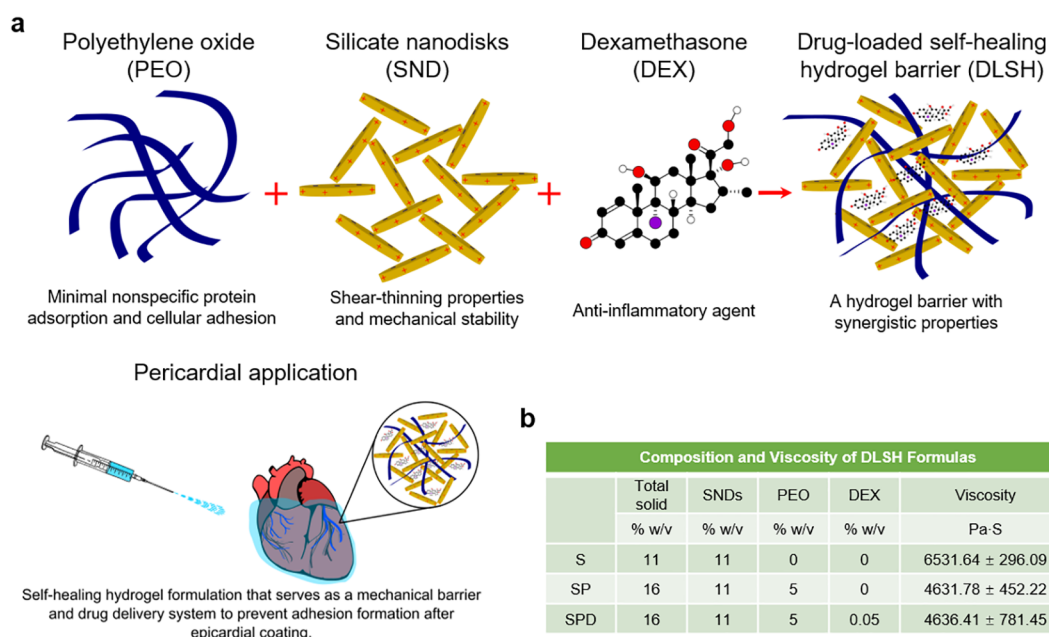 a
Polyethylene oxide
(PEO)
Silicate nanodisks
(SND)
Dexamethasone
(DEX)
Drug-loaded self-healing
hydrogel barrier (DLSH)
+
+
Minimal nonspecific protein
adsorption and cellular adhesion
Shear-thinning properties
and mechanical stability
Anti-inflammatory agent
A hydrogel barrier with
synergistic properties
Pericardial application
Self-healing hydrogel formulation that serves as a mechanical barrier
and drug delivery system to prevent adhesion formation after
epicardial coating.
b
Composition and Viscosity of DLSH Formulas
Total solid SNDs PEO DEX Viscosity
% w/v % w/v % w/v % w/v Pa·S
S 11 11 0 0 6531.64 ± 296.09
SP 16 11 5 0 4631.78 ± 452.22
SPD 16 11 5 0.05 4636.41 ± 781.45